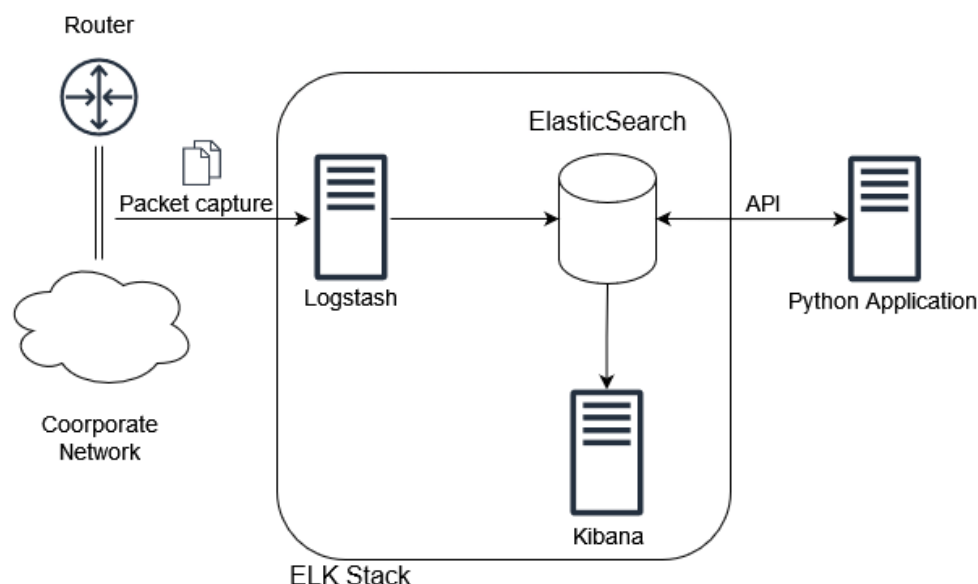 Router
ElasticSearch
Packet capture
API
Logstash
Python Application
Coorporate
Network
Kibana
ELK Stack